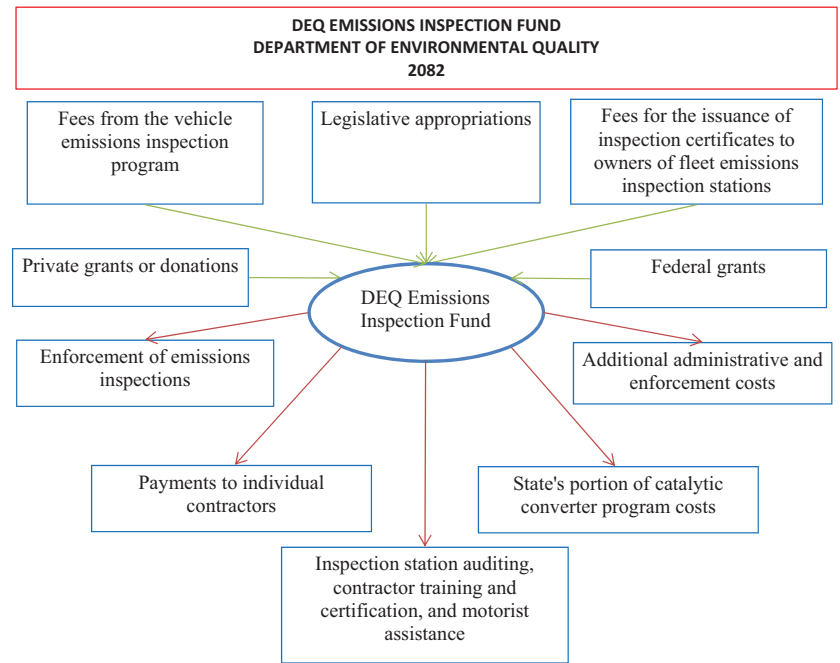 DEQ EMISSIONS INSPECTION FUND
DEPARTMENT OF ENVIRONMENTAL QUALITY
2082
Fees from the vehicle
emissions inspection
program
Legislative appropriations
Fees for the issuance of
inspection certificates to
owners of fleet emissions
inspection stations
Private grants or donations
Federal grants
DEQ Emissions
Inspection Fund
Enforcement of emissions
inspections
Additional administrative and
enforcement costs
Payments to individual
contractors
State's portion of catalytic
converter program costs
Inspection station auditing,
contractor training and
certification, and motorist
assistance